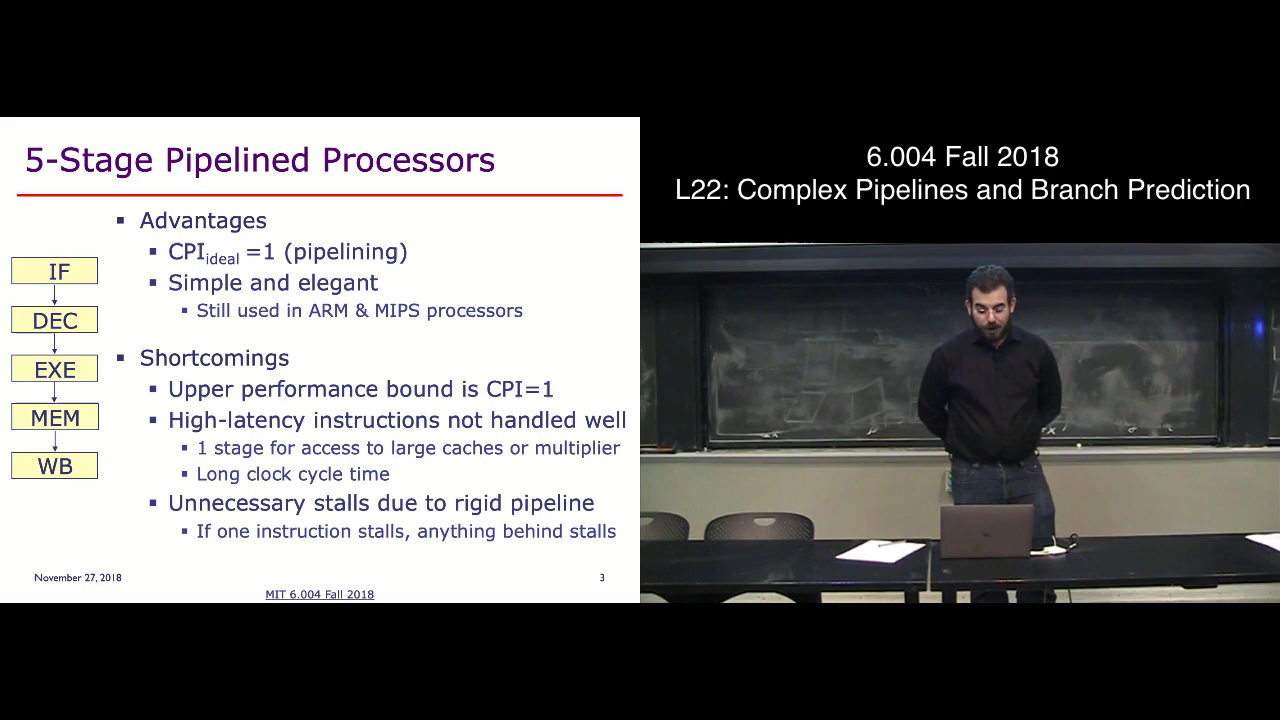 5-Stage Pipelined Processors
IF
DEC
EXE
MEM
WB
▪ Advantages
▪ CPIideal =1 (pipelining)
▪ Simple and elegant
▪ Still used in ARM & MIPS processors
▪ Shortcomings
▪ Upper performance bound is CPI=1
▪ High-latency instructions not handled well
▪ 1 stage for access to large caches or multiplier
▪ Long clock cycle time
▪ Unnecessary stalls due to rigid pipeline
▪ If one instruction stalls, anything behind stalls
November 27, 2018
3
MIT 6.004 Fall 2018
6.004 Fall 2018
L22: Complex Pipelines and Branch Prediction